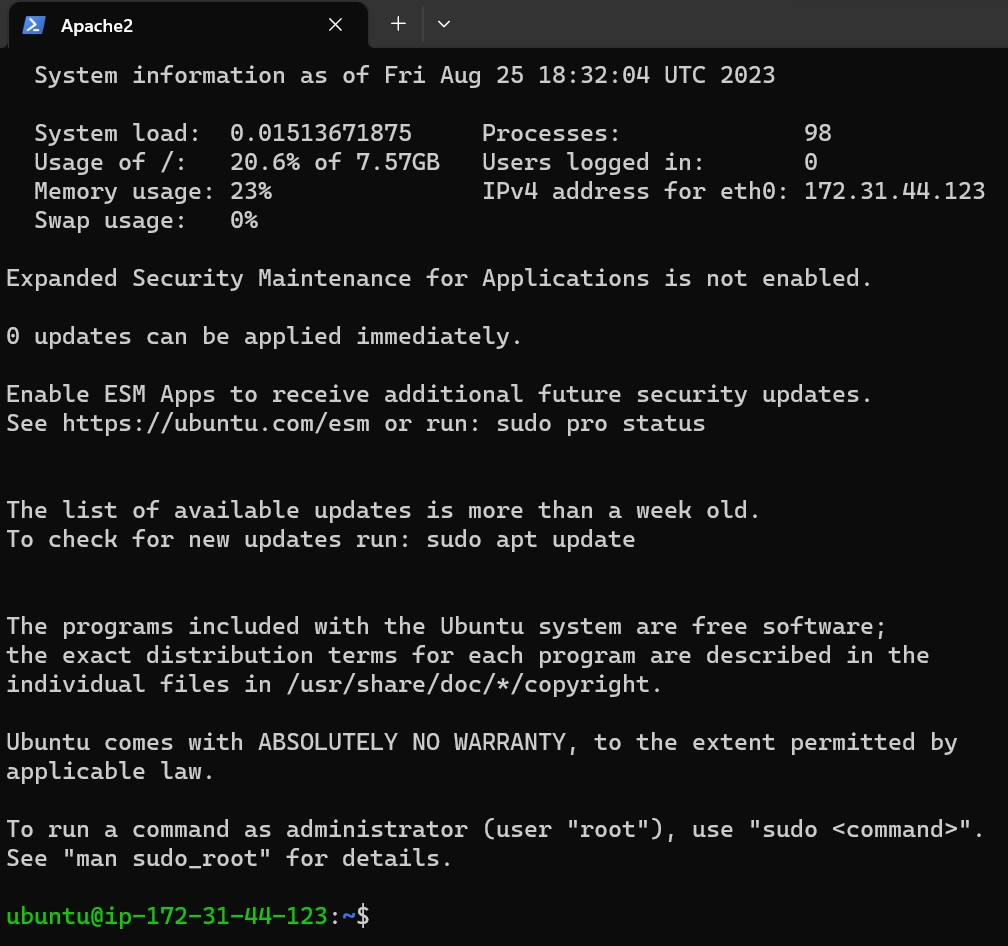 Apache2
System information as of Fri Aug 25 18:32:04 UTC 2023
System load: 0.01513671875 Processes: 98
Usage of /: 20.6% of 7.57GB Users logged in: 0
Memory usage: 23% IPv4 address for eth0: 172.31.44.123
Swap usage: 0%
Expanded Security Maintenance for Applications is not enabled.
0 updates can be applied immediately.
Enable ESM Apps to receive additional future security updates.
See https://ubuntu.com/esm or run: sudo pro status
The list of available updates is more than a week old.
To check for new updates run: sudo apt update
The programs included with the Ubuntu system are free software;
the exact distribution terms for each program are described in the
individual files in /usr/share/doc/*/copyright.
Ubuntu comes with ABSOLUTELY NO WARRANTY, to the extent permitted by
applicable law.
To run a command as administrator (user "root"), use "sudo <command>".
See "man sudo_root" for details.
ubuntu@ip-172-31-44-123:~$